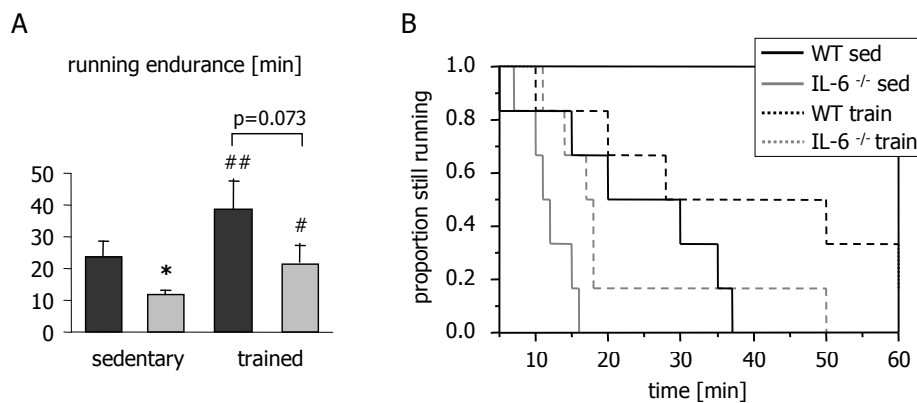 A
running endurance [min]
p=0.073
##
#
*
50
40
30
20
10
0
sedentary
trained
B
WT sed
IL-6 -/- sed
WT train
IL-6 -/- train
proportion still running
1.0
0.8
0.6
0.4
0.2
0.0
10
20
30
40
50
60
time [min]